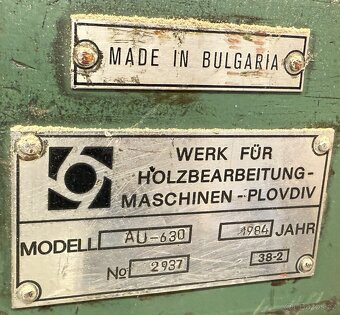 MADE IN BULGARIA
WERK FÜR
HOLZBEARBEITUNG-
MASCHINEN-PLOVDIV
MODELL AU-630 1984 JAHR
No 2937 38-2